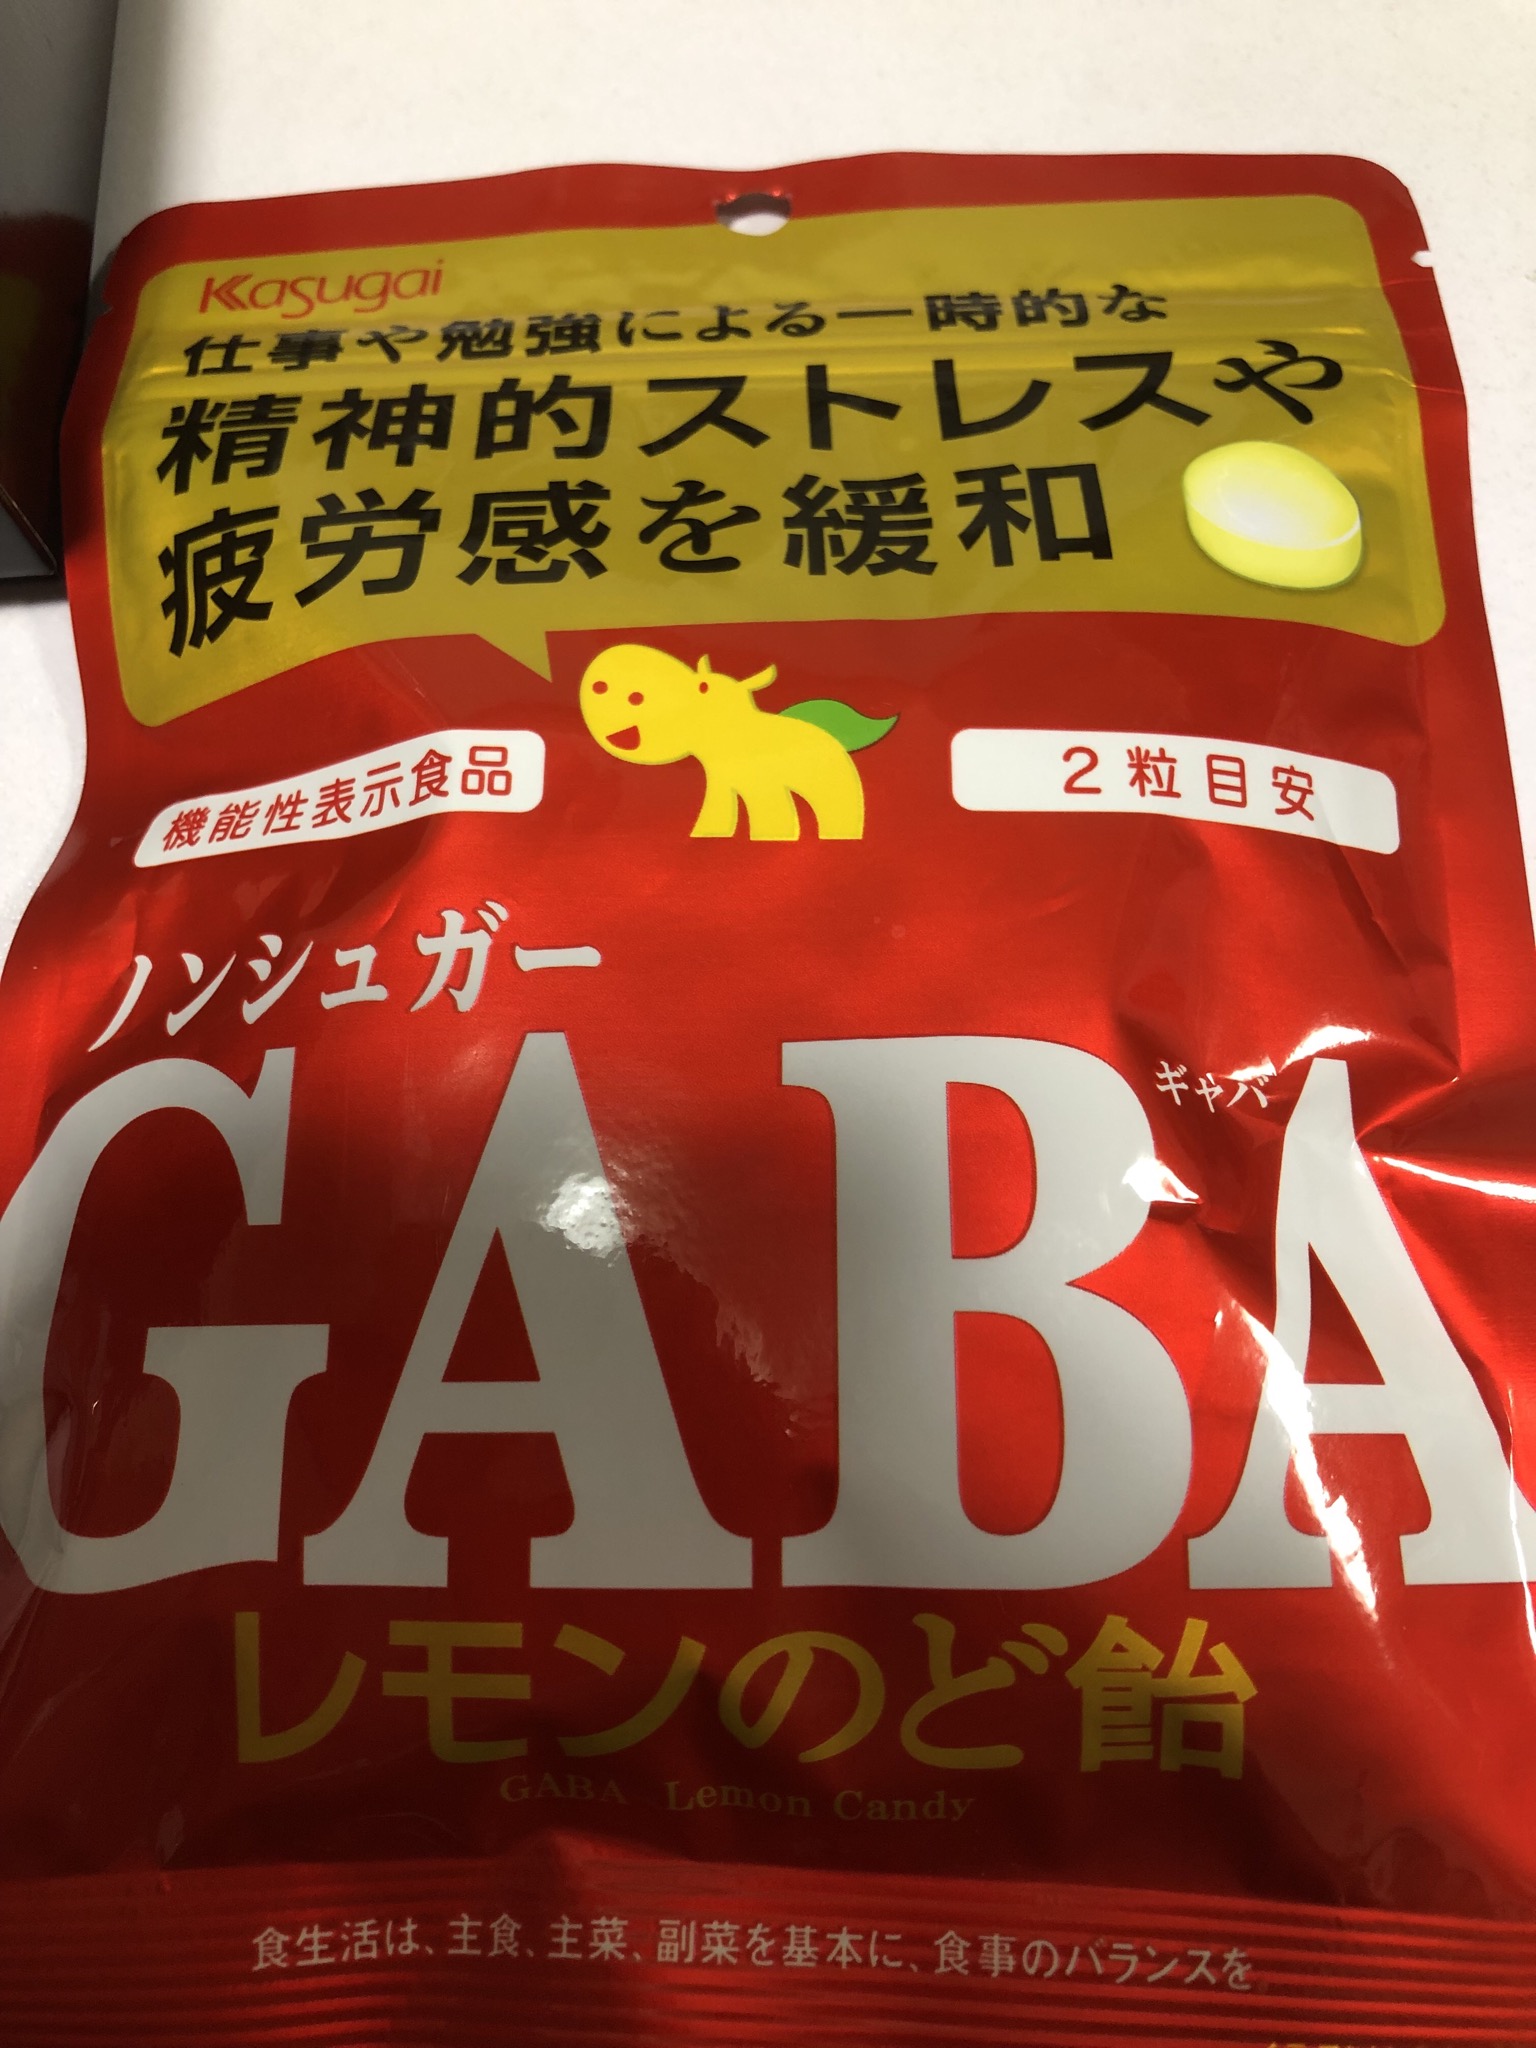 Kasugai
仕事や勉強による一時的な
精神的ストレスや
疲労感を緩和
機能性表示食品
2粒目安
ノンシュガー
ギャバ
GABA
レモンのど飴
GABA Lemon Candy
食生活は、主食、主菜、副菜を基本に、食事のバランスを。